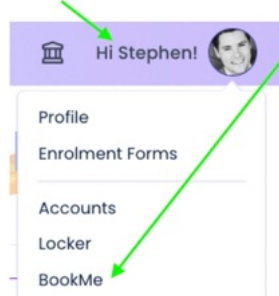 Hi Stephen!
Profile
Enrolment Forms
Accounts
Locker
BookMe